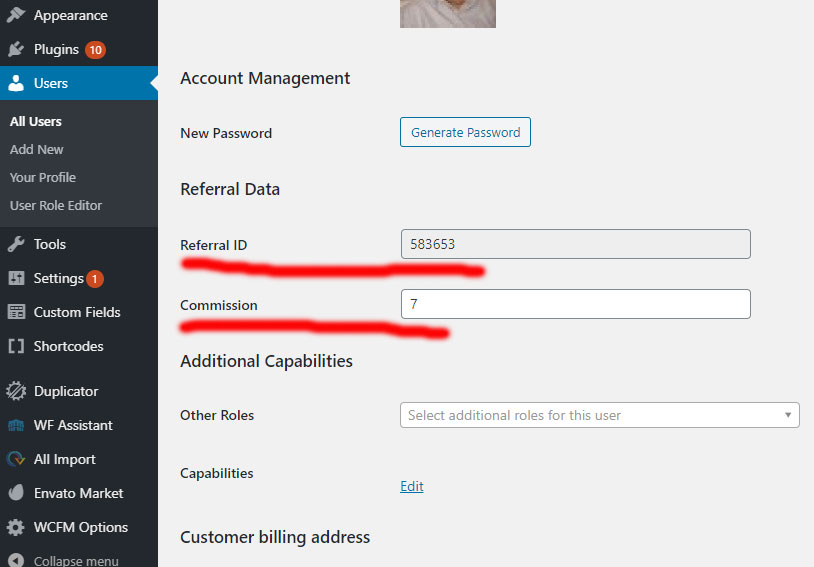 Appearance
Plugins 10
Users
All Users
Add New
Your Profile
User Role Editor
Tools
Settings 1
Custom Fields
Shortcodes
Duplicator
WF Assistant
All Import
Envato Market
WCFM Options
Collapse menu
Account Management
New Password
Generate Password
Referral Data
Referral ID
583653
Commission
7
Additional Capabilities
Other Roles
Select additional roles for this user
Capabilities
Edit
Customer billing address